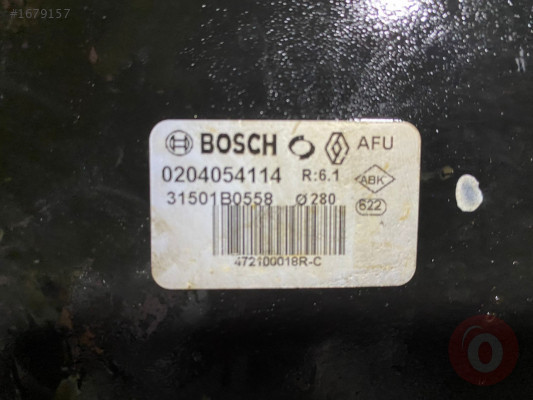 #1679157
BOSCH AFU
0204054114 R:6.1 ABK
31501B0558 Ø280 622
472100018R-C